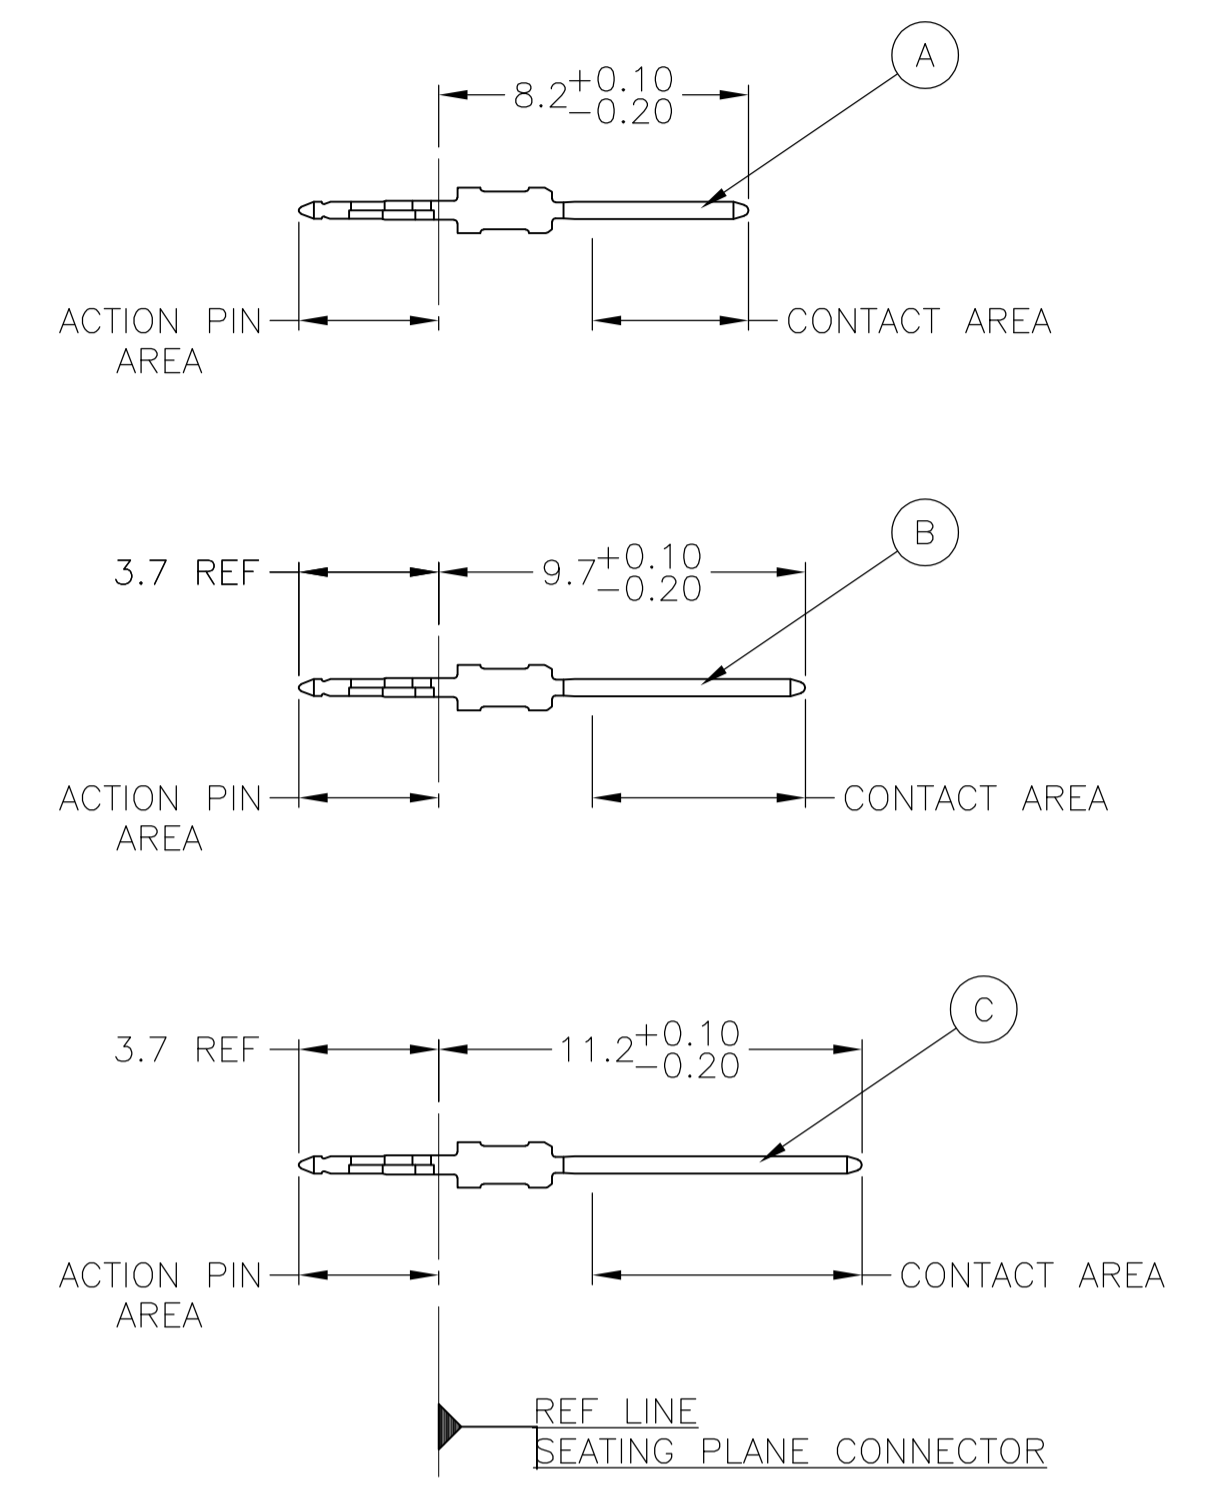 A
8.2 +0.10
-0.20
ACTION PIN
AREA
CONTACT AREA
B
3.7 REF
9.7 +0.10
-0.20
ACTION PIN
AREA
CONTACT AREA
C
3.7 REF
11.2 +0.10
-0.20
ACTION PIN
AREA
CONTACT AREA
REF LINE
SEATING PLANE CONNECTOR